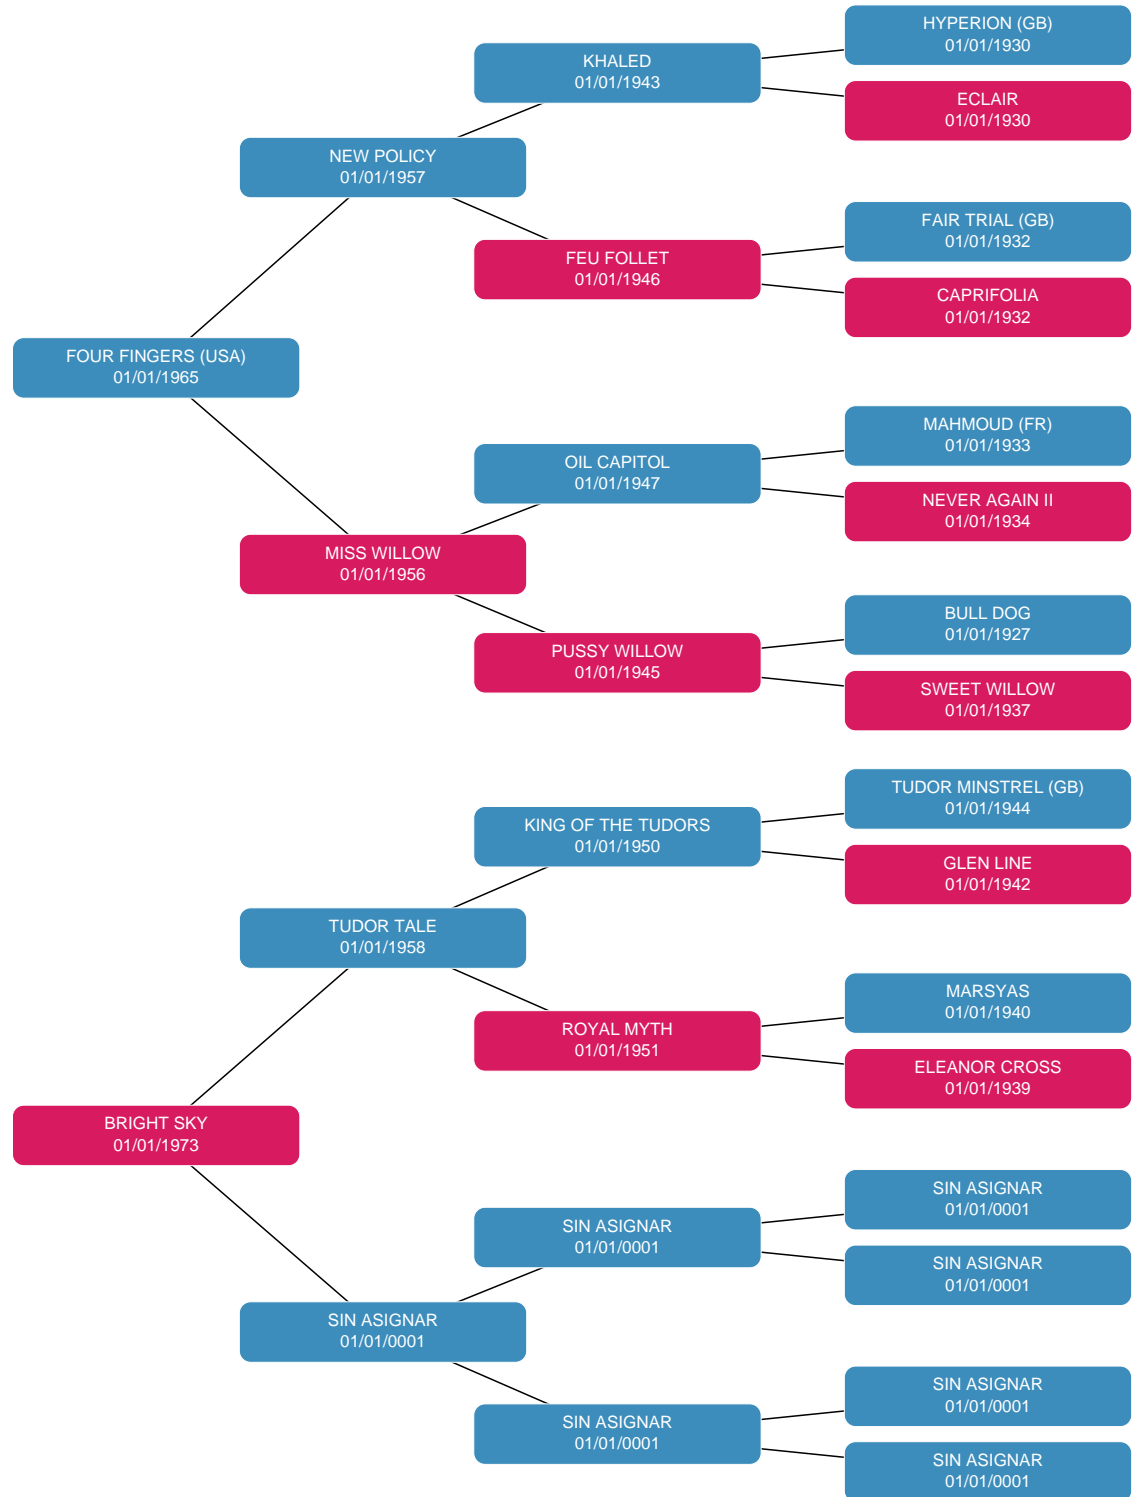 HYPERION (GB)
01/01/1930
KHALED
01/01/1943
ECLAIR
01/01/1930
NEW POLICY
01/01/1957
FAIR TRIAL (GB)
01/01/1932
FEU FOLLET
01/01/1946
CAPRIFOLIA
01/01/1932
FOUR FINGERS (USA)
01/01/1965
MAHMOUD (FR)
01/01/1933
OIL CAPITOL
01/01/1947
NEVER AGAIN II
01/01/1934
MISS WILLOW
01/01/1956
BULL DOG
01/01/1927
PUSSY WILLOW
01/01/1945
SWEET WILLOW
01/01/1937
TUDOR MINSTREL (GB)
01/01/1944
KING OF THE TUDORS
01/01/1950
GLEN LINE
01/01/1942
TUDOR TALE
01/01/1958
MARSYAS
01/01/1940
ROYAL MYTH
01/01/1951
ELEANOR CROSS
01/01/1939
BRIGHT SKY
01/01/1973
SIN ASIGNAR
01/01/0001
SIN ASIGNAR
01/01/0001
SIN ASIGNAR
01/01/0001
SIN ASIGNAR
01/01/0001
SIN ASIGNAR
01/01/0001
SIN ASIGNAR
01/01/0001
SIN ASIGNAR
01/01/0001